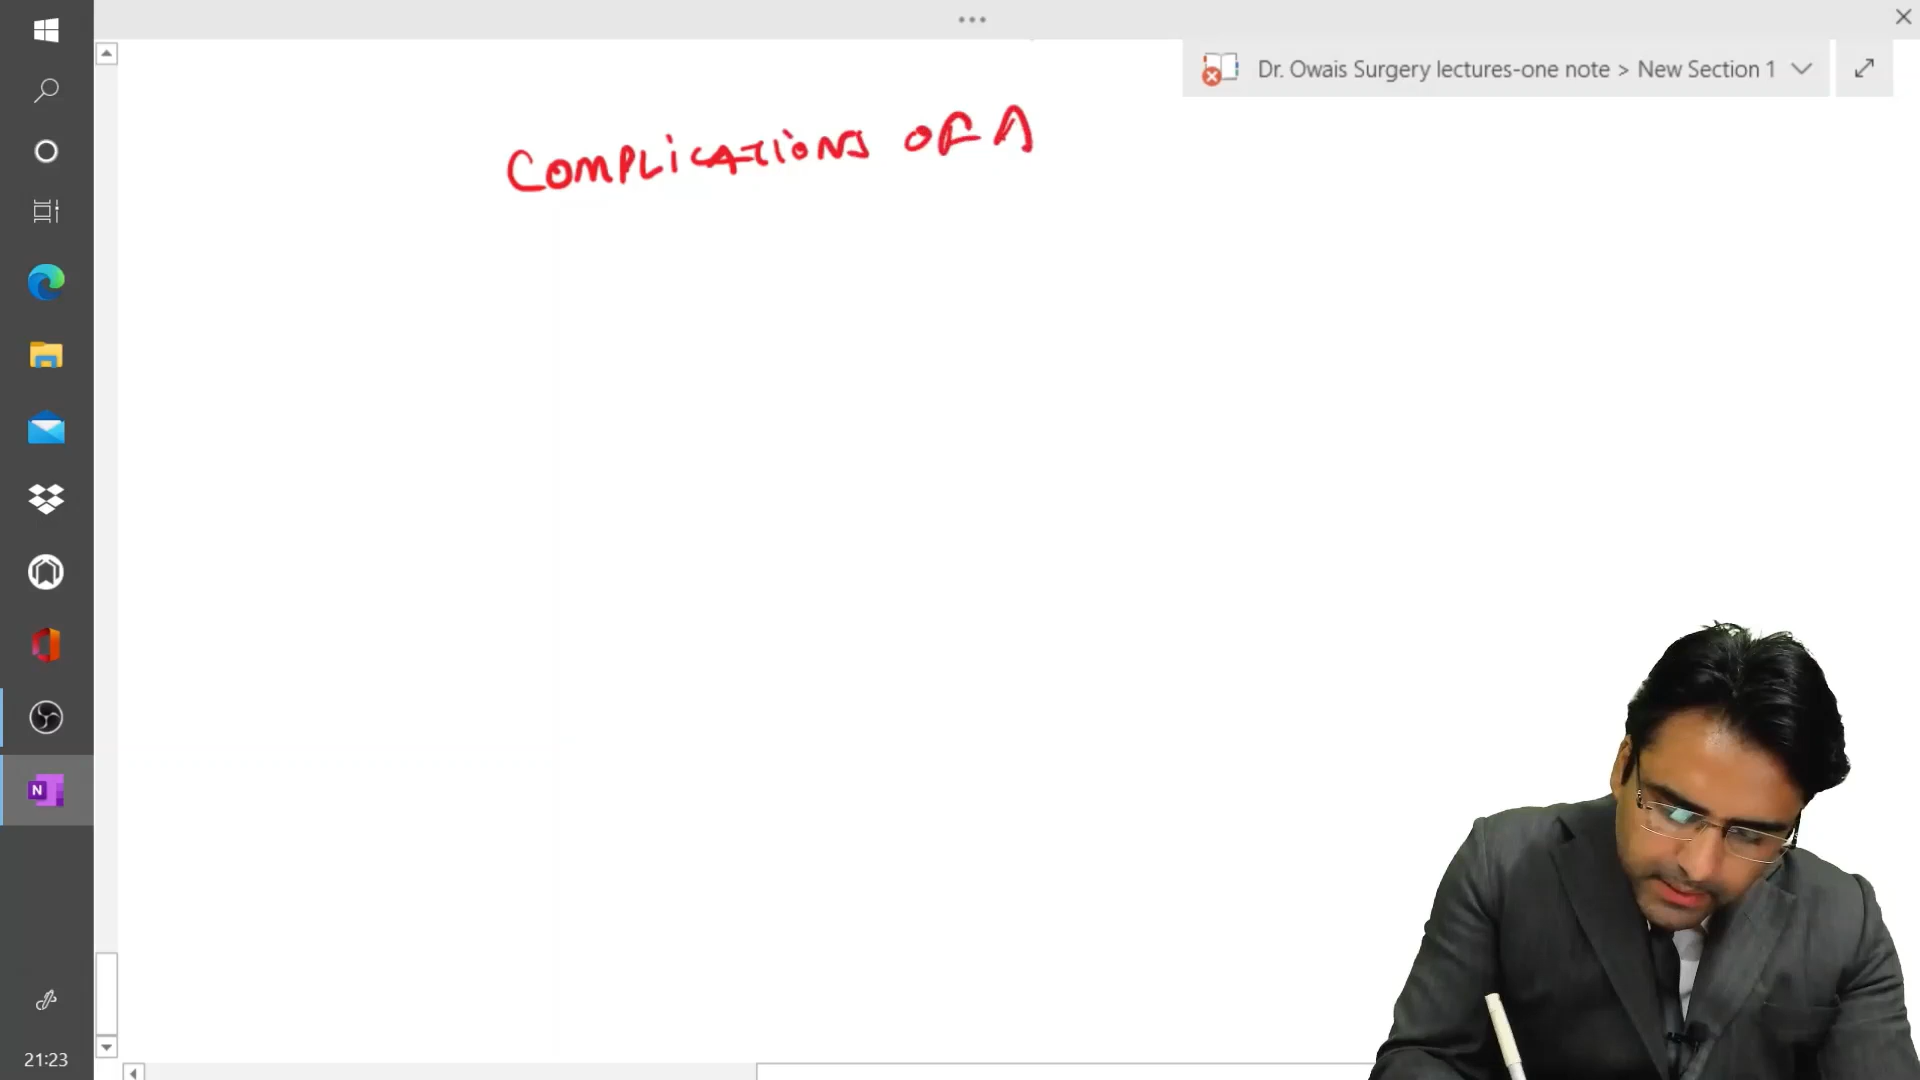 Dr. Owais Surgery lectures-one note > New Section 1
COMPLICATIONS OF A
N
21:23